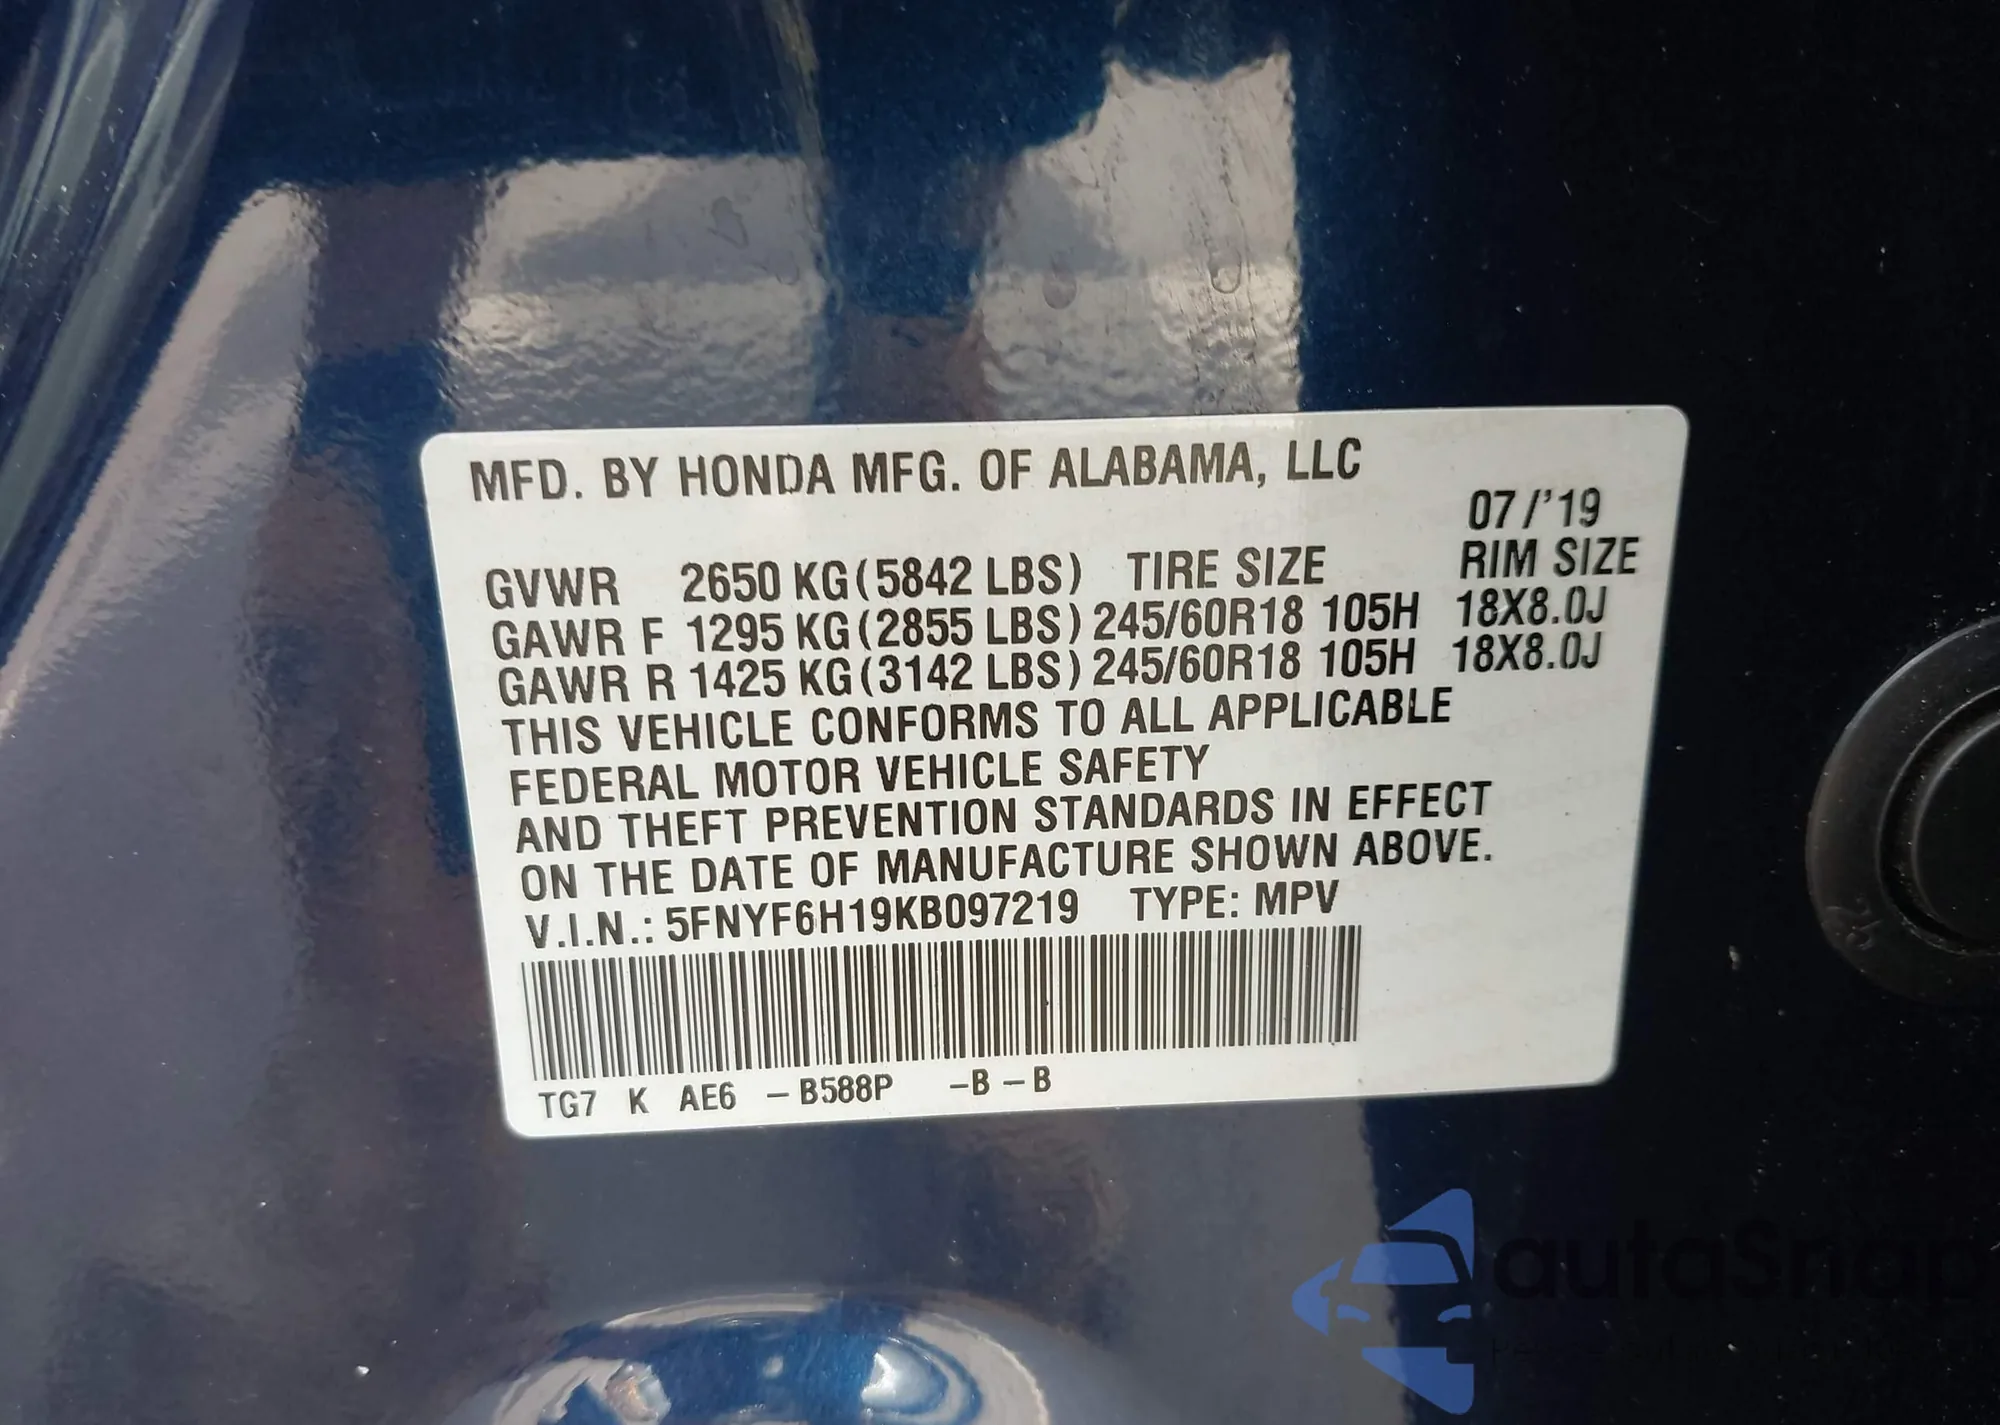 MFD. BY HONDA MFG. OF ALABAMA, LLC
07/'19
GVWR 2650 KG(5842 LBS) TIRE SIZE RIM SIZE
GAWR F 1295 KG(2855 LBS) 245/60R18 105H 18X8.0J
GAWR R 1425 KG(3142 LBS) 245/60R18 105H 18X8.0J
THIS VEHICLE CONFORMS TO ALL APPLICABLE
FEDERAL MOTOR VEHICLE SAFETY
AND THEFT PREVENTION STANDARDS IN EFFECT
ON THE DATE OF MANUFACTURE SHOWN ABOVE.
V.I.N.: 5FNYF6H19KB097219 TYPE: MPV
TG7 K AE6 –B588P –B–B
autoSnap